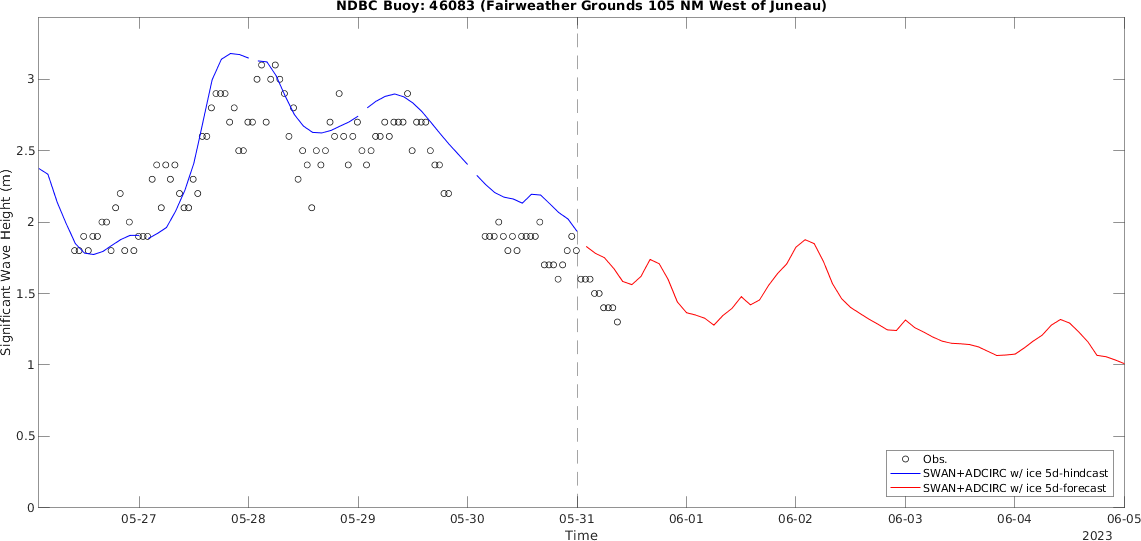 NDBC Buoy: 46083 (Fairweather Grounds 105 NM West of Juneau)
Significant Wave Height (m)
3
2.5
2
1.5
1
0.5
0
Obs.
SWAN+ADCIRC w/ ice 5d-hindcast
SWAN+ADCIRC w/ ice 5d-forecast
05-27 05-28 05-29 05-30 05-31 06-01 06-02 06-03 06-04 06-05
Time
2023